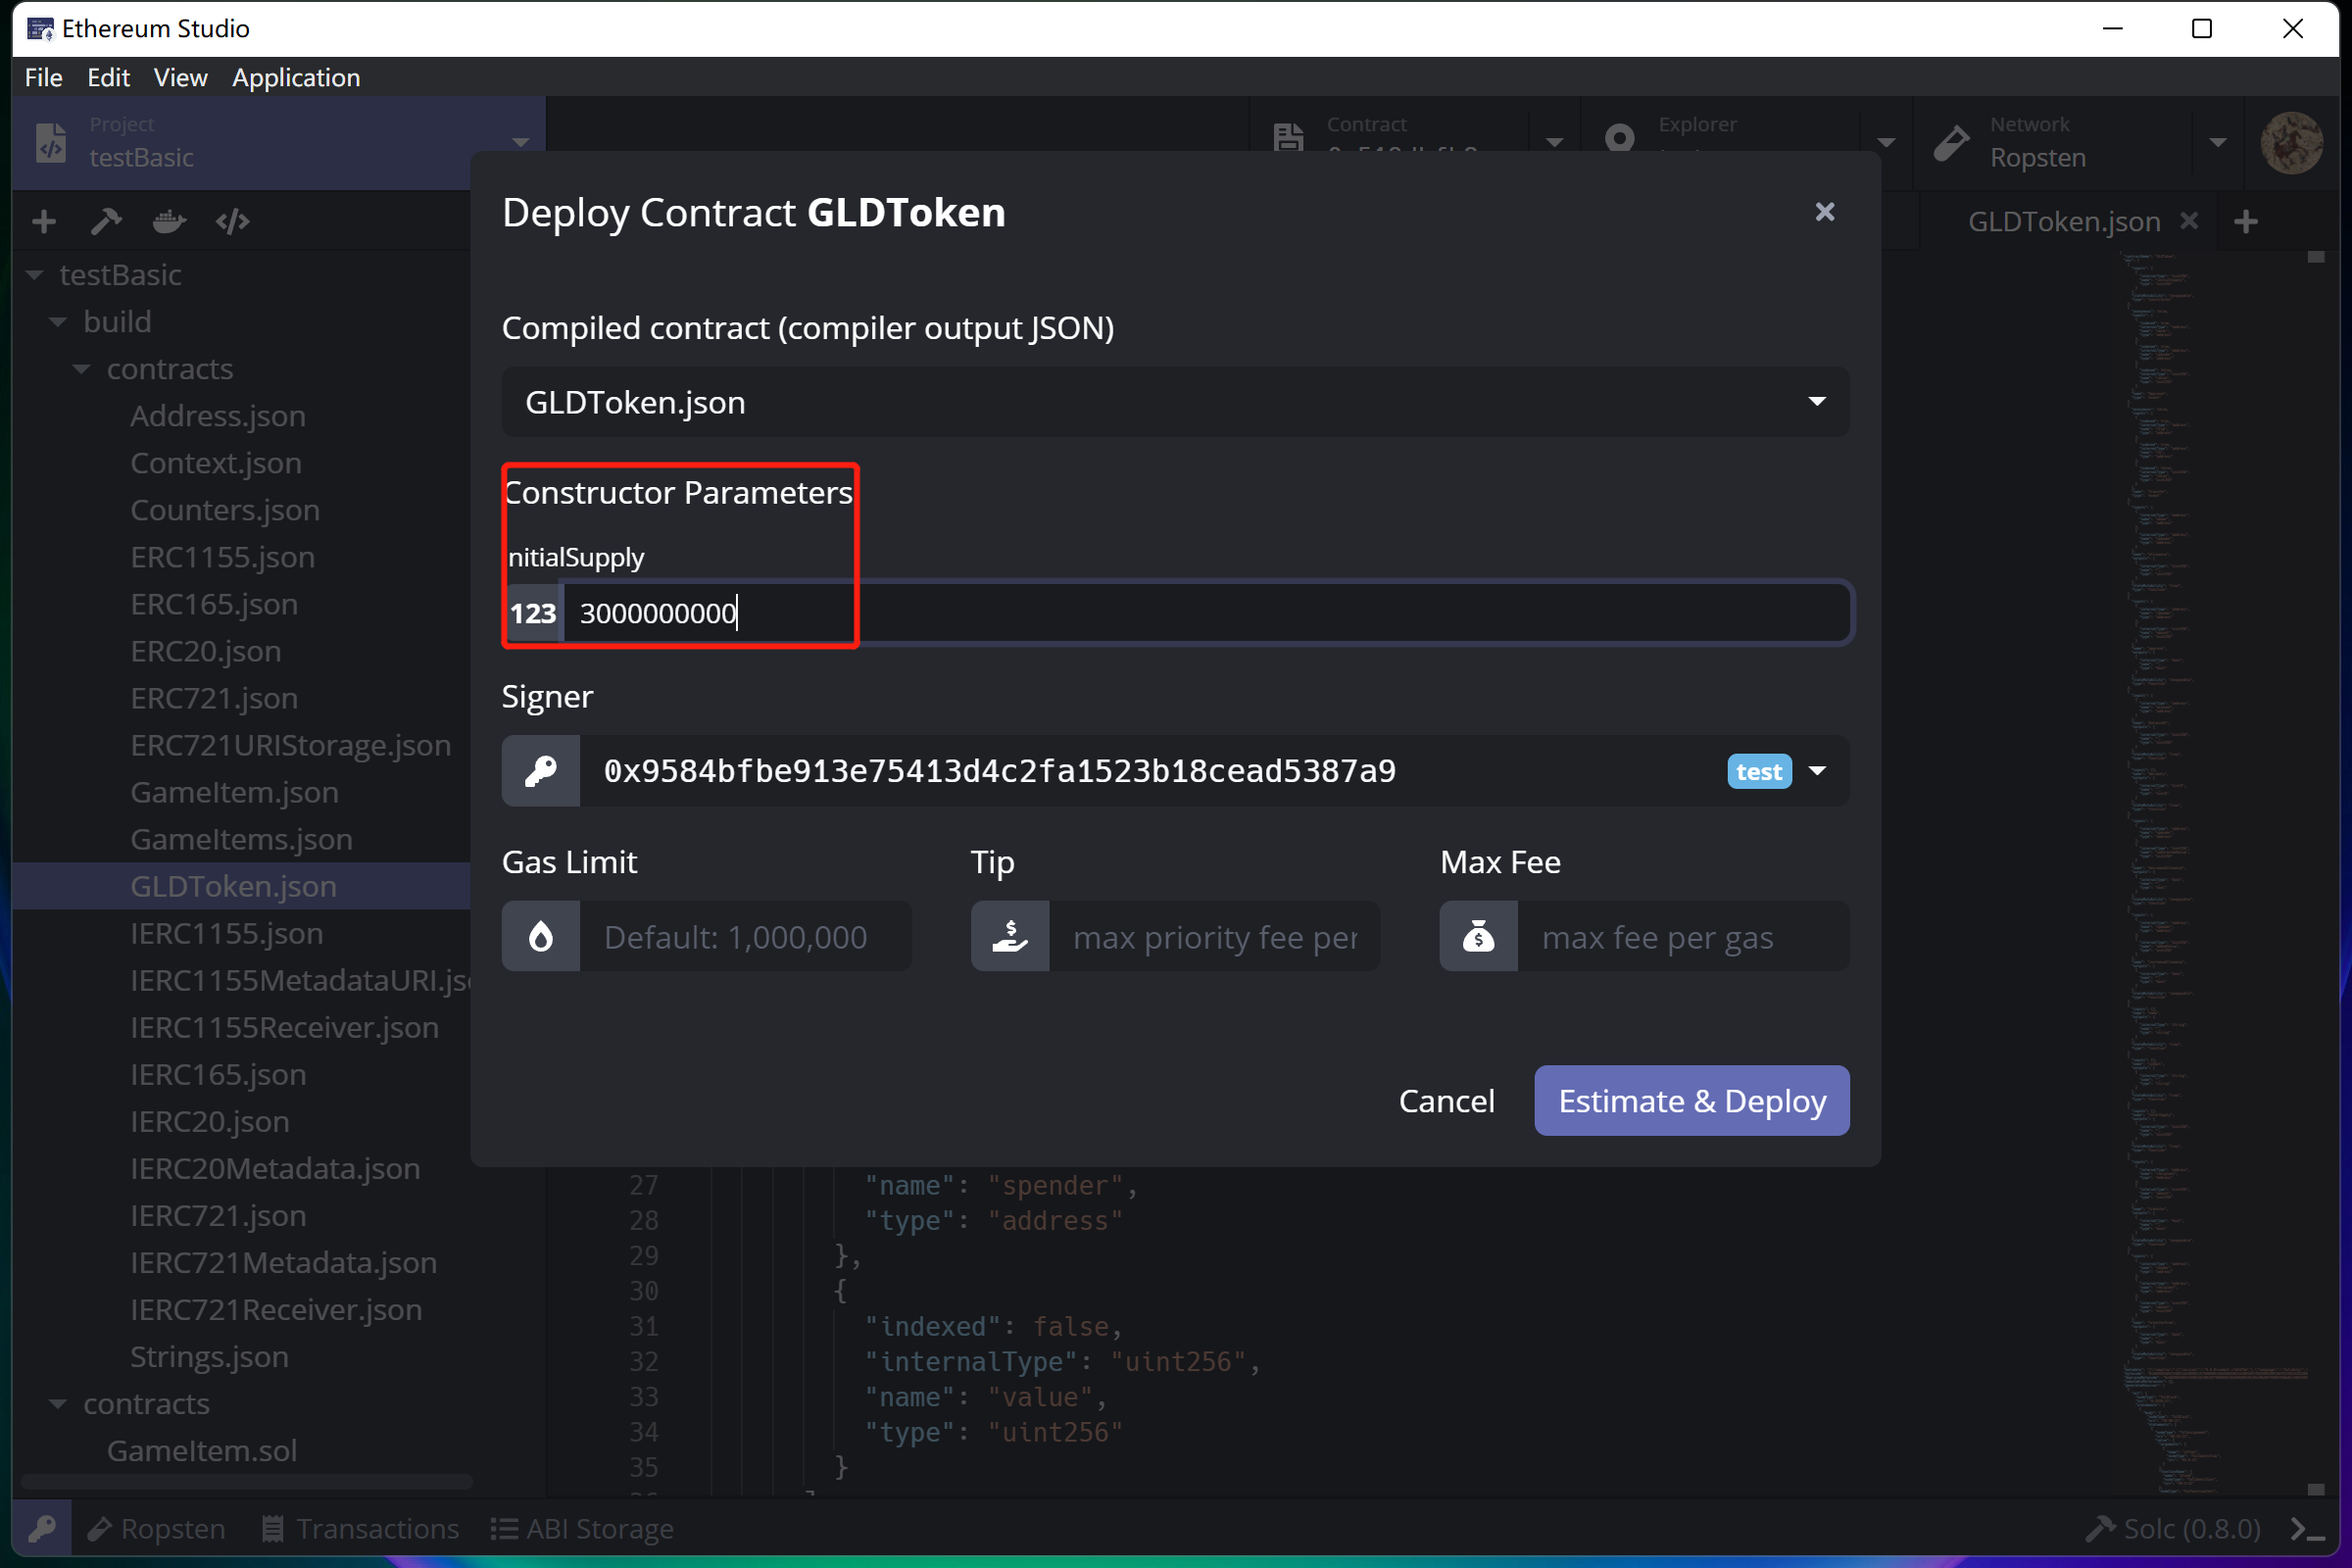 Ethereum Studio
File Edit View Application
Project
testBasic
Contract
Explorer
Network
Ropsten
GLDToken.json
testBasic
build
contracts
Address.json
Context.json
Counters.json
ERC1155.json
ERC165.json
ERC20.json
ERC721.json
ERC721URIStorage.json
GameItem.json
GameItems.json
GLDToken.json
IERC1155.json
IERC1155MetadataURI.js
IERC1155Receiver.json
IERC165.json
IERC20.json
IERC20Metadata.json
IERC721.json
IERC721Metadata.json
IERC721Receiver.json
Strings.json
contracts
GameItem.sol
Deploy Contract GLDToken
Compiled contract (compiler output JSON)
GLDToken.json
Constructor Parameters
nitialSupply
123 3000000000
Signer
0x9584bfbe913e75413d4c2fa1523b18cead5387a9 test
Gas Limit Tip Max Fee
Default: 1,000,000 max priority fee per max fee per gas
Cancel Estimate & Deploy
27 "name": "spender",
28 "type": "address"
29 },
30 {
31 "indexed": false,
32 "internalType": "uint256",
33 "name": "value",
34 "type": "uint256"
35 }
Ropsten Transactions ABI Storage Solc (0.8.0)